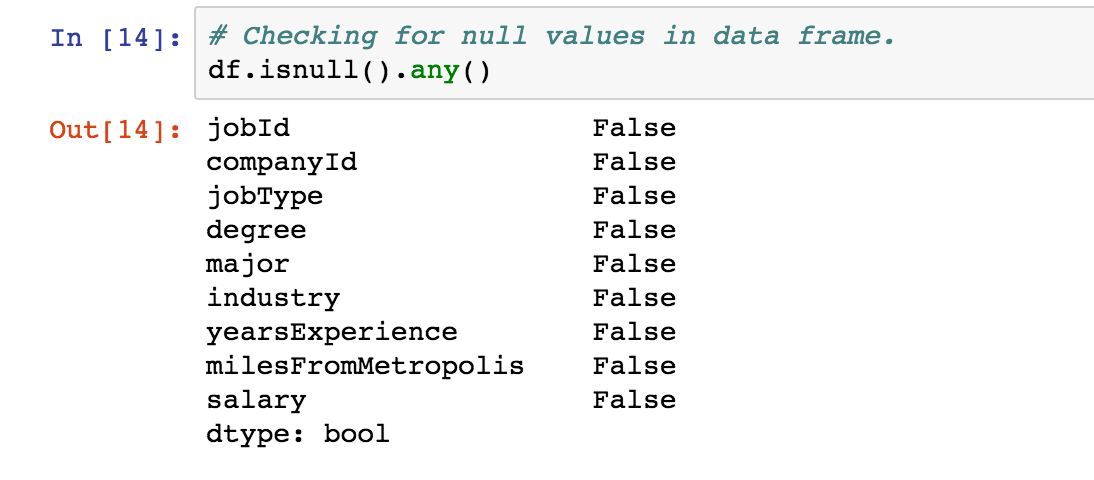 In [14]: # Checking for null values in data frame.
df.isnull().any()
Out[14]: jobId                  False
companyId              False
jobType                False
degree                 False
major                  False
industry               False
yearsExperience        False
milesFromMetropolis    False
salary                 False
dtype: bool